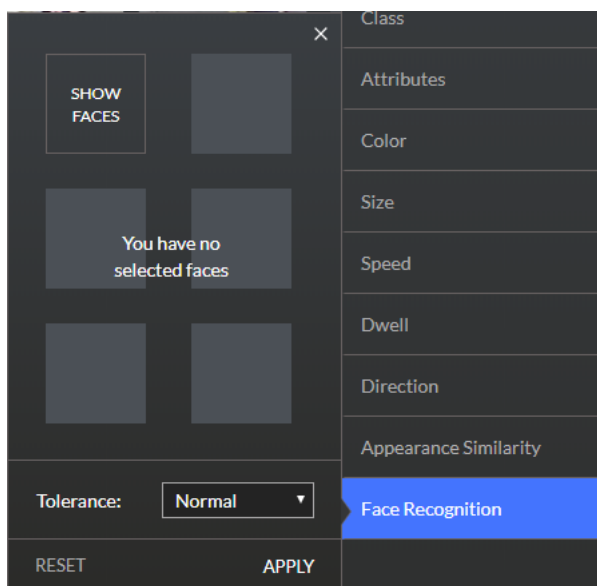 ×
SHOW
FACES
You have no
selected faces
Tolerance:
Normal
RESET
APPLY
Class
Attributes
Color
Size
Speed
Dwell
Direction
Appearance Similarity
Face Recognition